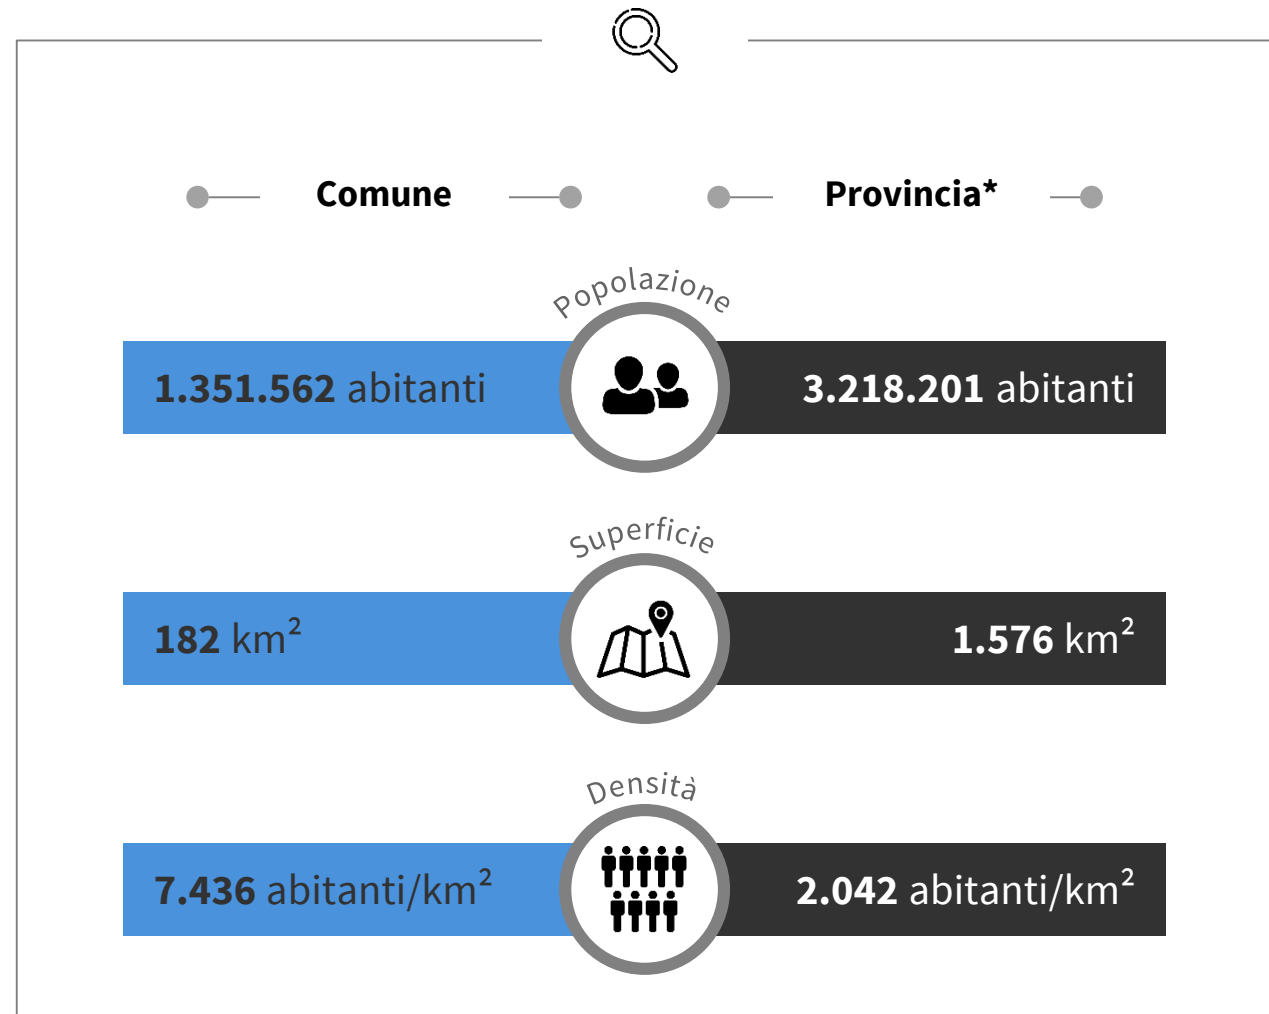 Comune
Provincia*
Popolazione
1.351.562 abitanti
3.218.201 abitanti
Superficie
182 km²
1.576 km²
Densità
7.436 abitanti/km²
2.042 abitanti/km²